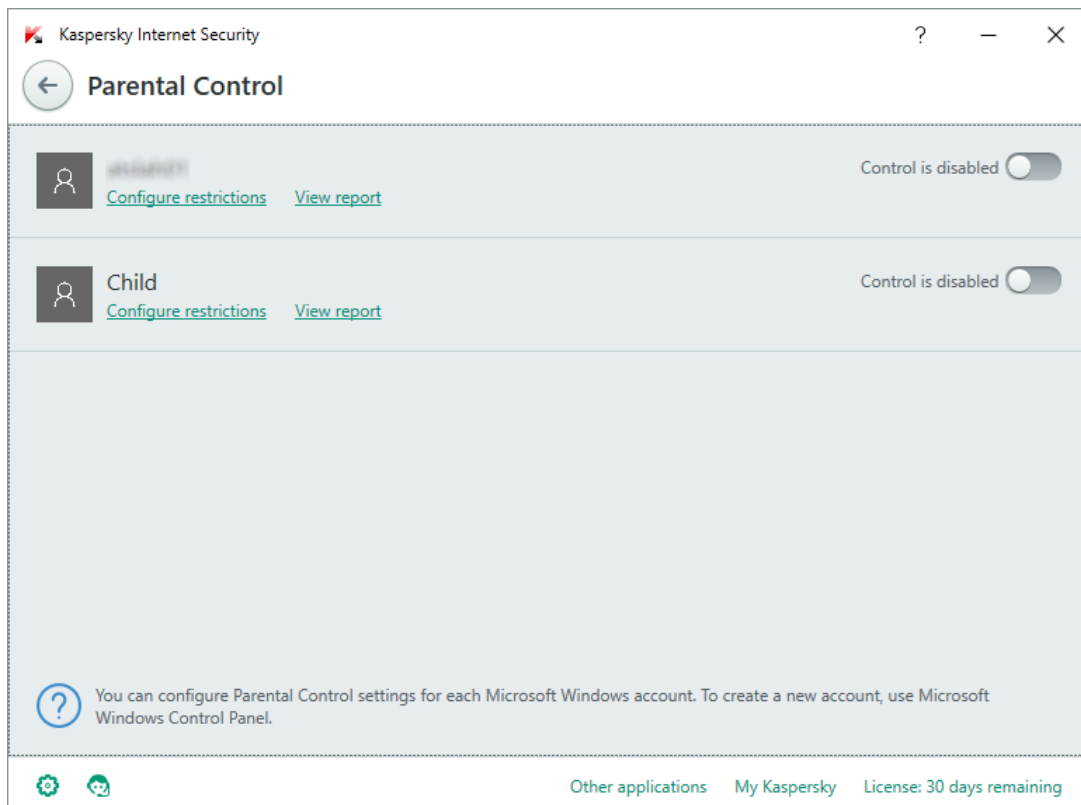 Kaspersky Internet Security
Parental Control
Control is disabled
Configure restrictions View report
Child
Control is disabled
Configure restrictions View report
You can configure Parental Control settings for each Microsoft Windows account. To create a new account, use Microsoft
Windows Control Panel.
Other applications My Kaspersky License: 30 days remaining